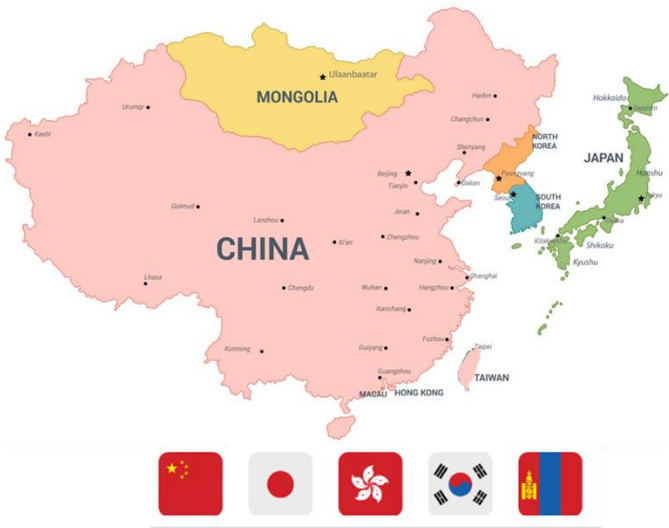 Ulaanbaatar
MONGOLIA
Harbin
Urumqi
Changchun
Kashi
Hokkaido
Sapporo
Shenyang
NORTH
KOREA
JAPAN
Beijing
Pyongyang
Honshu
Tianjin
Dalian
Seoul
SOUTH
KOREA
Tokyo
Golmud
Jinan
Lanzhou
CHINA
Xi'an
Zhengzhou
Kitakyushu
Shikoku
Kyushu
Nanjing
Shanghai
Lhasa
Chengdu
Wuhan
Hangzhou
Nanchang
Fuzhou
Taipei
Kunming
Guiyang
Guangzhou
TAIWAN
MACAU
HONG KONG